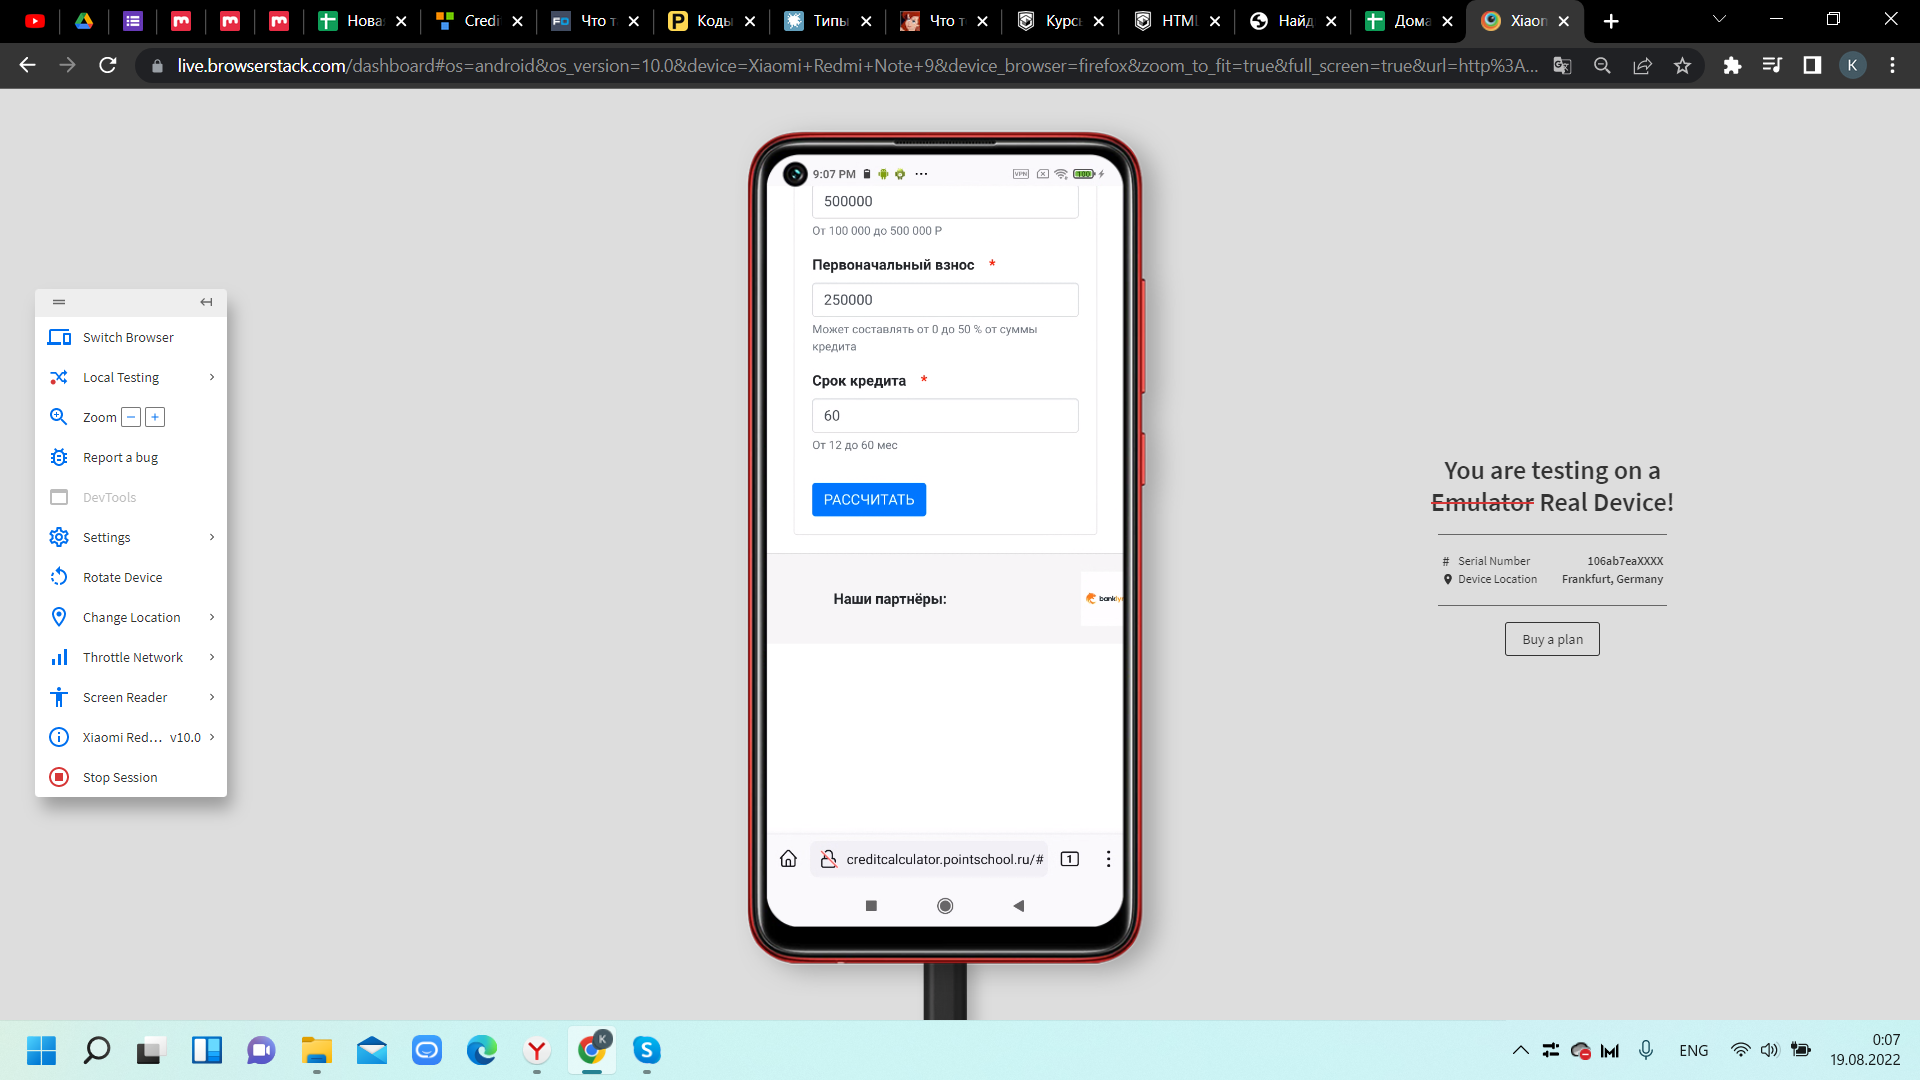 Нова
Credi
Что т
Коды
Типы
Что т
Курсы
HTML
Найд
Дома
Xiaom
live.browserstack.com/dashboard#os=android&os_version=10.0&device=Xiaomi+Redmi+Note+9&device_browser=firefox&zoom_to_fit=true&full_screen=true&url=http%3A...
K
9:07 PM
VPN
100
500000
От 100 000 до 500 000 Р
Первоначальный взнос *
250000
Может составлять от 0 до 50 % от суммы
кредита
Срок кредита *
60
От 12 до 60 мес
РАССЧИТАТЬ
Наши партнёры:
creditcalculator.pointschool.ru/#
1
Switch Browser
Local Testing
Zoom
Report a bug
DevTools
Settings
Rotate Device
Change Location
Throttle Network
Screen Reader
Xiaomi Red... v10.0
Stop Session
You are testing on a
Emulator Real Device!
# Serial Number 106ab7eaXXXX
Device Location Frankfurt, Germany
Buy a plan
K
ENG
0:07
19.08.2022